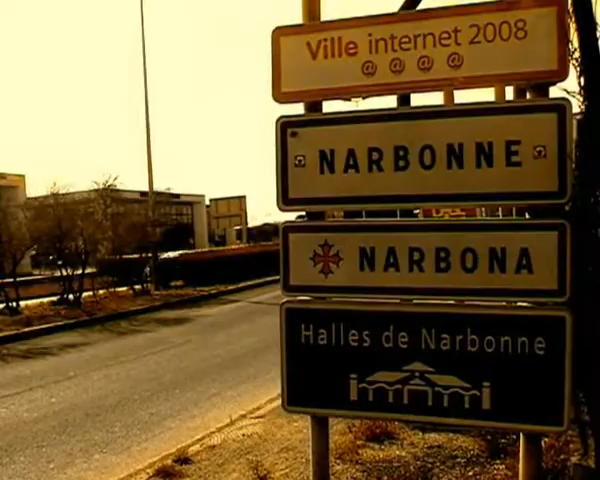 Ville internet 2008
@ @ @ @
NARBONNE
NARBONA
Halles de Narbonne